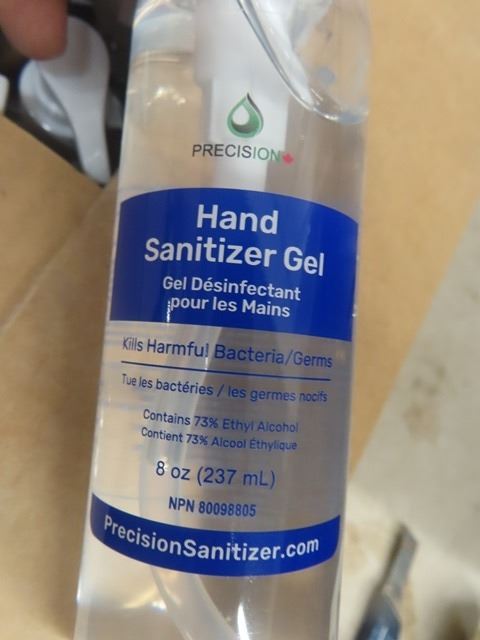 PRECISION
Hand
Sanitizer Gel
Gel Désinfectant
pour les Mains
Kills Harmful Bacteria/Germs
Tue les bactéries / les germes nocifs
Contains 73% Ethyl Alcohol
Contient 73% Alcool Éthylique
8 oz (237 mL)
NPN 80098805
PrecisionSanitizer.com